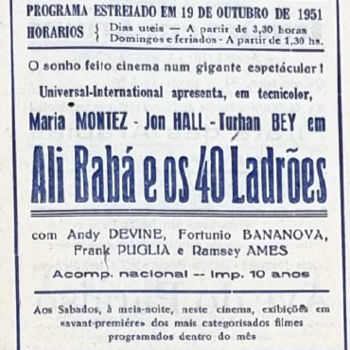 PROGRAMA ESTREIADO EM 19 DE OUTUBRO DE 1951
HORARIOS { Dias uteis — A partir de 3,30 horas
Domingos e feriados - A partir de 1,30 hs.
O sonho feito cinema num gigante espetácular!
Universal-International apresenta, em tecnicolor,
Maria MONTEZ - Jon HALL - Turhan BEY em
Ali Babá e os 40 Ladrões
com Andy DEVINE, Fortunio BANANOVA,
Frank PUGLIA e Ramsey AMES
Acomp. nacional -- Imp. 10 anos
Aos Sabados, à meia-noite, neste cinema, exibições em
«avant-premiére» dos mais categorisados filmes
programados dentro do mês